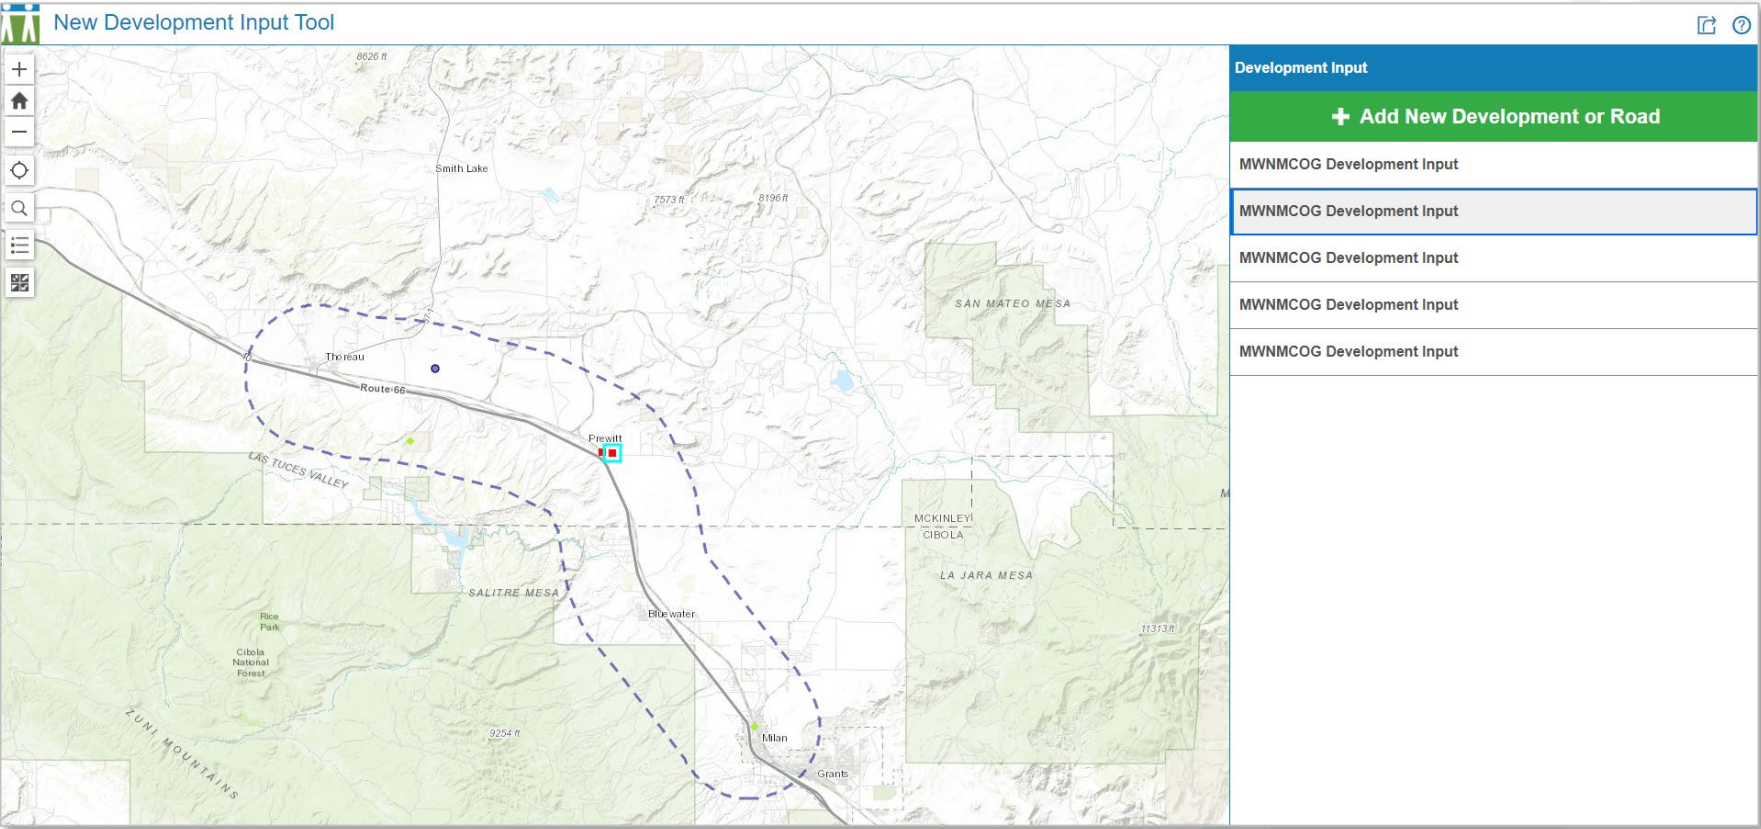 New Development Input Tool
Development Input
Add New Development or Road
MWNMCOG Development Input
MWNMCOG Development Input
MWNMCOG Development Input
MWNMCOG Development Input
MWNMCOG Development Input
8626 ft
Smith Lake
7573 ft
8196 ft
SAN MATEO MESA
Thoreau
40
Route 66
Prewitt
LAS TUCES VALLEY
MCKINLEY
CIBOLA
LA JARA MESA
SALITRE MESA
Bluewater
Rice
Park
11313 ft
Cibola
National
Forest
ZUNI MOUNTAINS
9254 ft
Milan
Grants